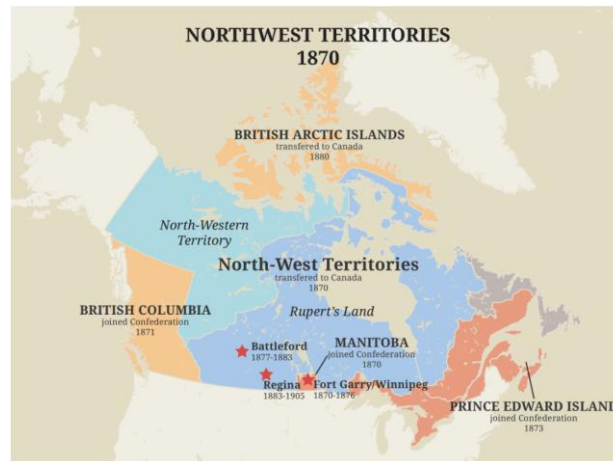 NORTHWEST TERRITORIES
1870
BRITISH ARCTIC ISLANDS
transfered to Canada
1880
North-Western
Territory
North-West Territories
transfered to Canada
1870
BRITISH COLUMBIA
joined Confederation
1871
Rupert's Land
Battleford
1877-1883
MANITOBA
joined Confederation
1870
Regina
1883-1905
Fort Garry/Winnipeg
1870-1876
PRINCE EDWARD ISLAN
joined Confederation
1873